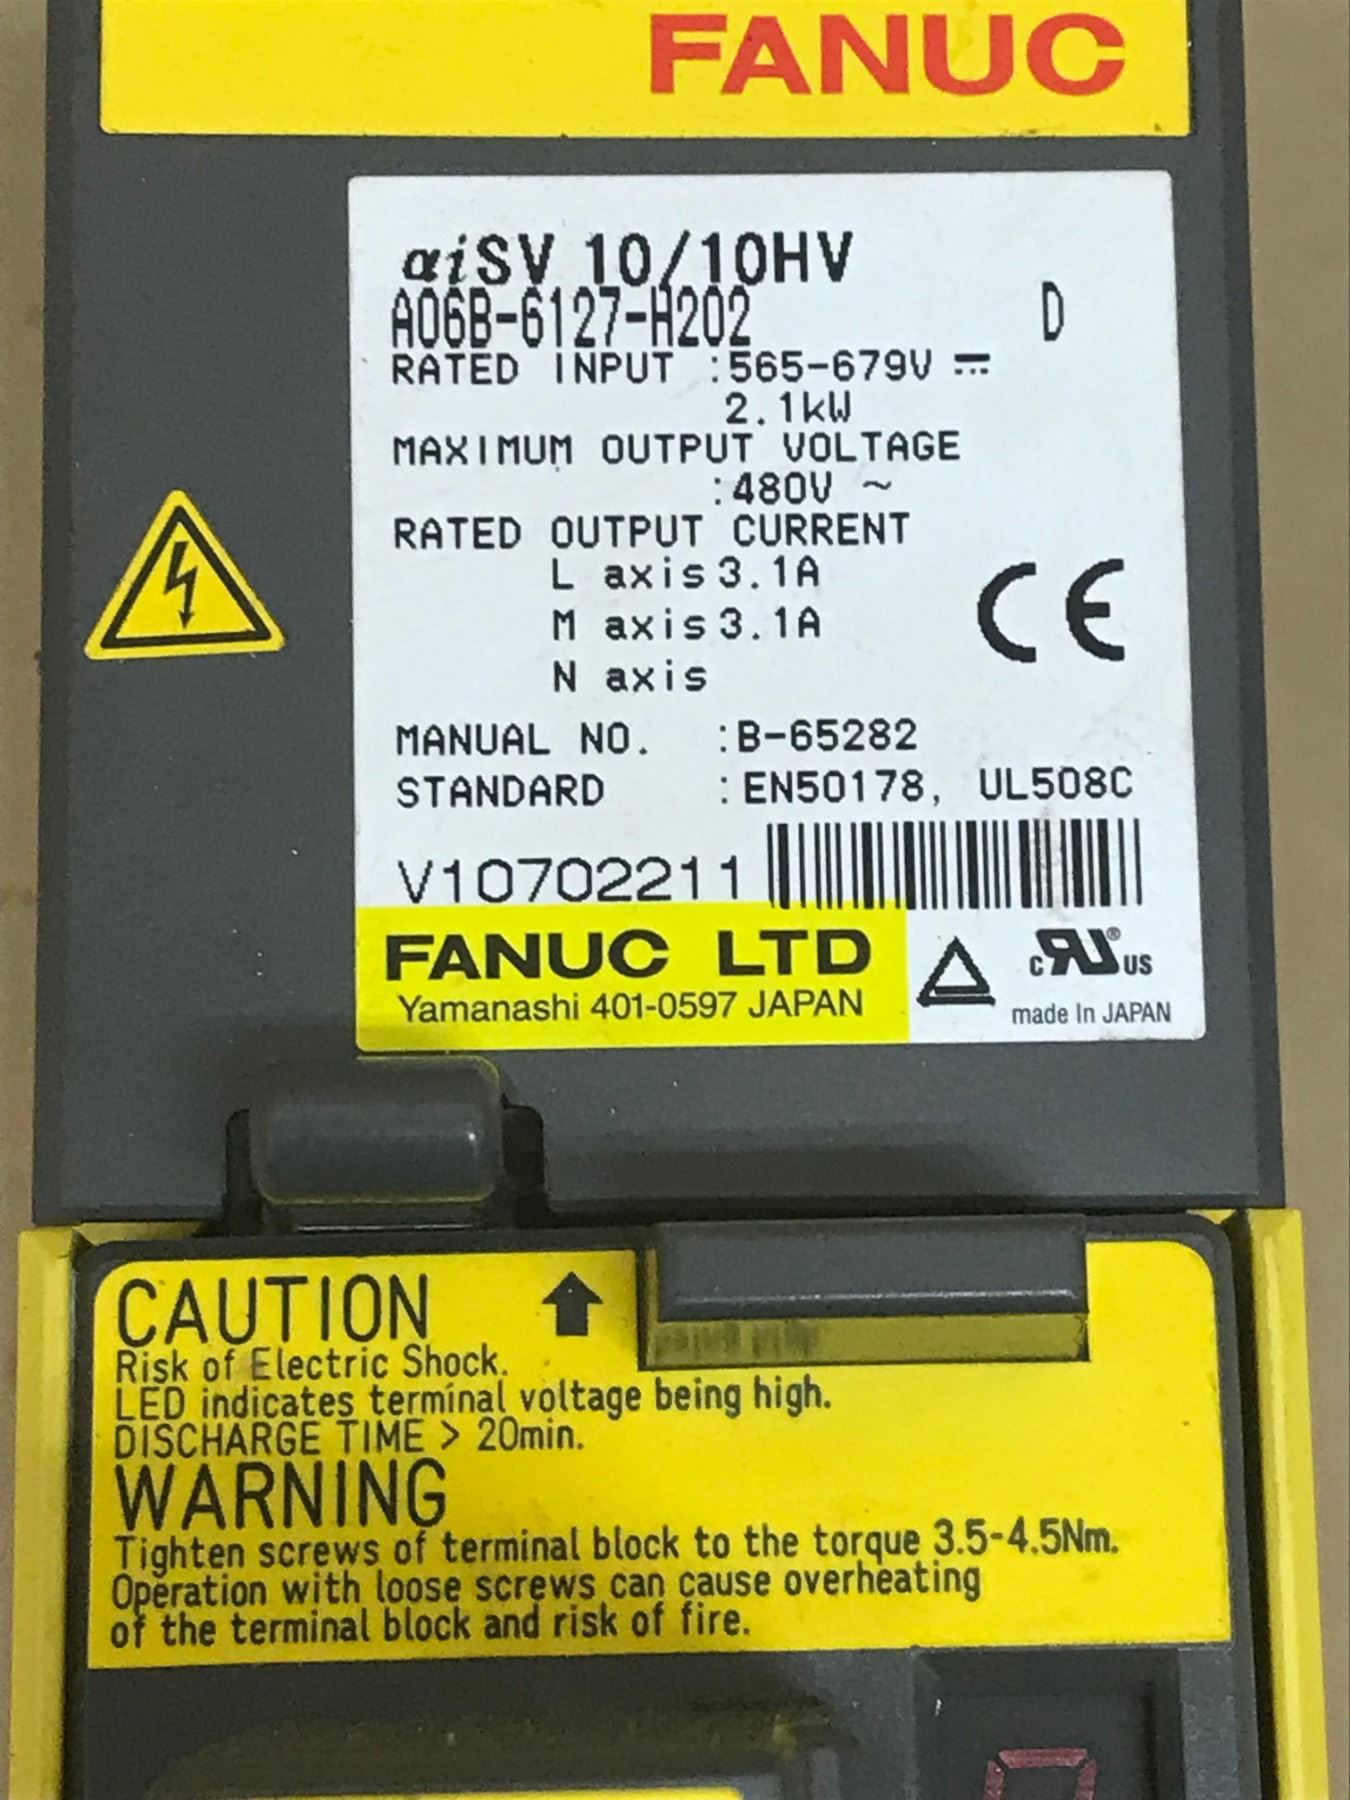 FANUC
αiSV 10/10HV
A06B-6127-H202 D
RATED INPUT :565-679V ⎓
2.1kW
MAXIMUM OUTPUT VOLTAGE
:480V ~
RATED OUTPUT CURRENT
L axis 3.1A
M axis 3.1A
N axis
CE
MANUAL NO. :B-65282
STANDARD :EN50178, UL508C
V10702211
FANUC LTD
Yamanashi 401-0597 JAPAN
c RU ® US
made In JAPAN
CAUTION
Risk of Electric Shock.
LED indicates terminal voltage being high.
DISCHARGE TIME > 20min.
WARNING
Tighten screws of terminal block to the torque 3.5-4.5Nm.
Operation with loose screws can cause overheating
of the terminal block and risk of fire.